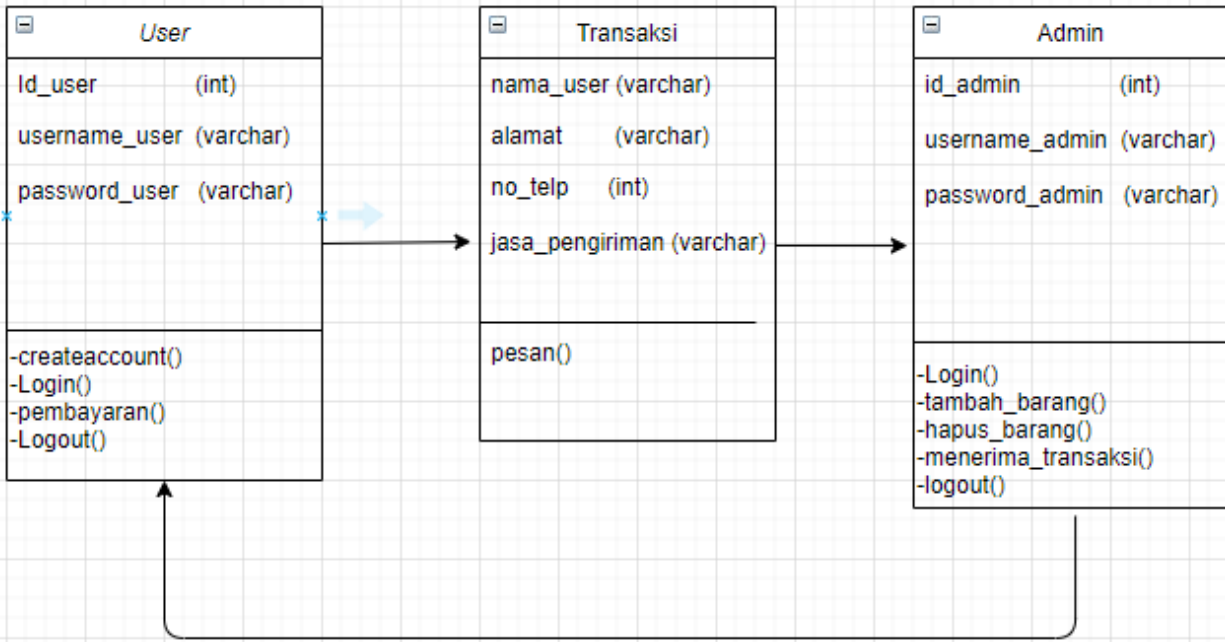 User
Id_user (int)
username_user (varchar)
password_user (varchar)
-createaccount()
-Login()
-pembayaran()
-Logout()
Transaksi
nama_user (varchar)
alamat (varchar)
no_telp (int)
jasa_pengiriman (varchar)
pesan()
Admin
id_admin (int)
username_admin (varchar)
password_admin (varchar)
-Login()
-tambah_barang()
-hapus_barang()
-menerima_transaksi()
-logout()